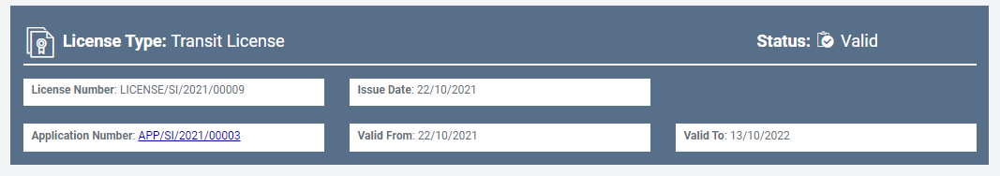 License Type: Transit License Status: Valid
License Number: LICENSE/SI/2021/00009 Issue Date: 22/10/2021
Application Number: APP/SI/2021/00003 Valid From: 22/10/2021 Valid To: 13/10/2022